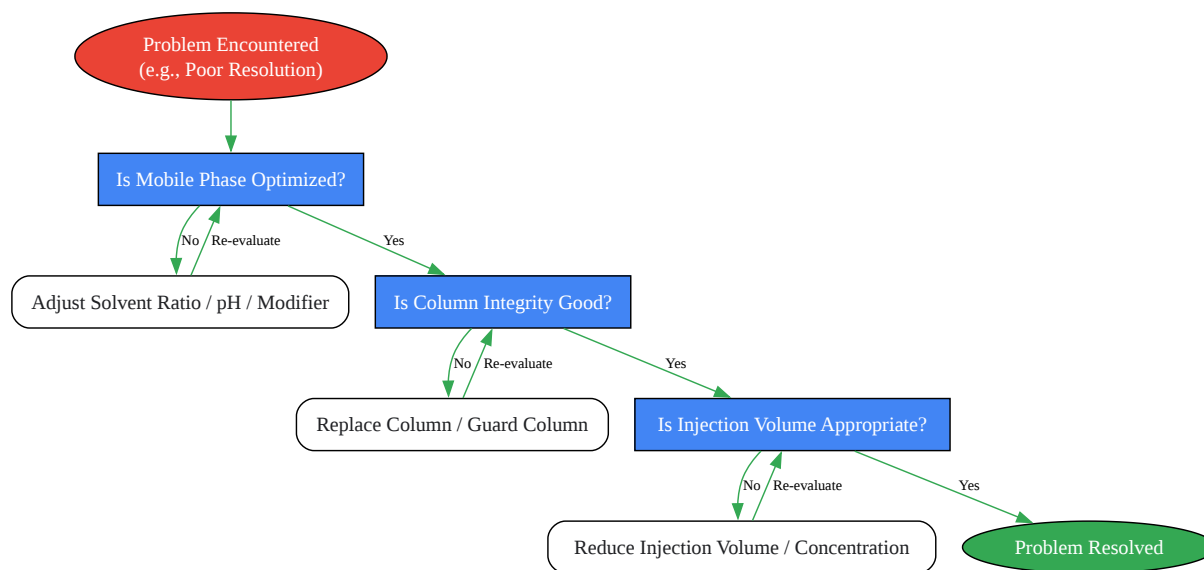 Problem Encountered
(e.g., Poor Resolution)
Is Mobile Phase Optimized?
No
Re-evaluate
Yes
Adjust Solvent Ratio / pH / Modifier
Is Column Integrity Good?
No
Re-evaluate
Yes
Replace Column / Guard Column
Is Injection Volume Appropriate?
No
Re-evaluate
Yes
Reduce Injection Volume / Concentration
Problem Resolved